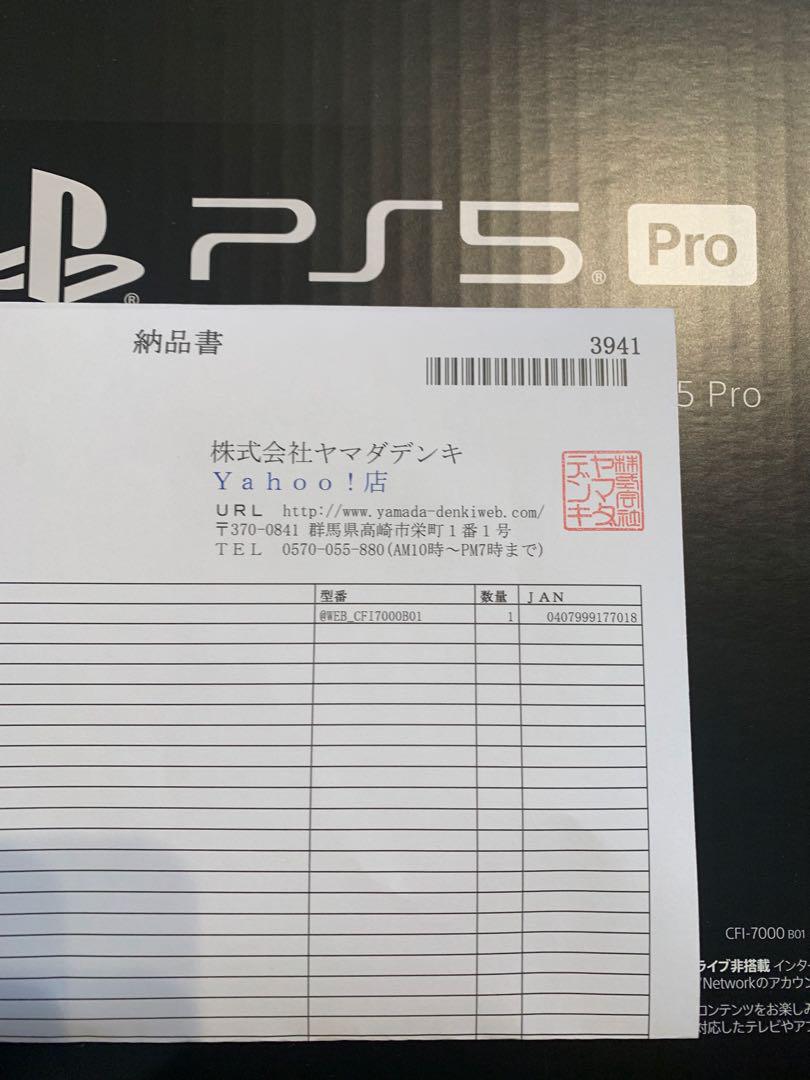 PS5® Pro
®
納品書
3941
5 Pro
株式会社ヤマダデンキ
Yahoo!店
株式会社ヤマダデンキ
URL http://www.yamada-denkiweb.com/
〒370-0841 群馬県高崎市栄町1番1号
TEL 0570-055-880(AM10時～PM7時まで)
型番 数量 JAN
@WEB_CFI7000B01 1 0407999177018
CFI-7000 B01
ライブ非搭載 インター
Networkのアカウン
コンテンツをお楽しみ
対応したテレビやア